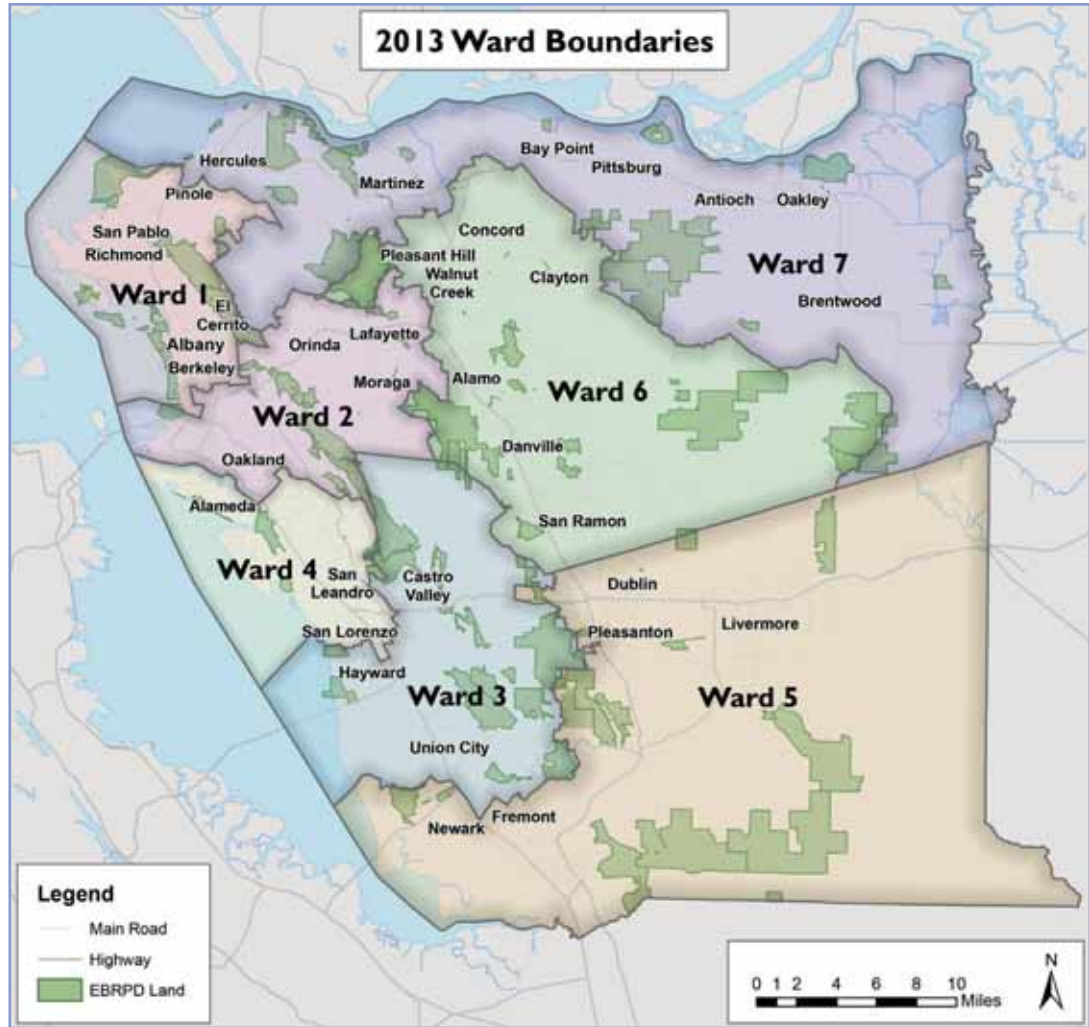 2013 Ward Boundaries
Hercules
Pinole
Martinez
Bay Point
Pittsburg
Antioch
Oakley
San Pablo
Richmond
Ward 1
El
Cerrito
Albany
Berkeley
Concord
Pleasant Hill
Walnut
Creek
Clayton
Ward 7
Brentwood
Lafayette
Orinda
Moraga
Alamo
Ward 6
Ward 2
Danville
Oakland
San Ramon
Alameda
Ward 4
San
Leandro
San Lorenzo
Castro
Valley
Dublin
Pleasanton
Livermore
Hayward
Ward 3
Ward 5
Union City
Newark
Fremont
Legend
Main Road
Highway
EBRPD Land
N
0 1 2 4 6 8 10
Miles